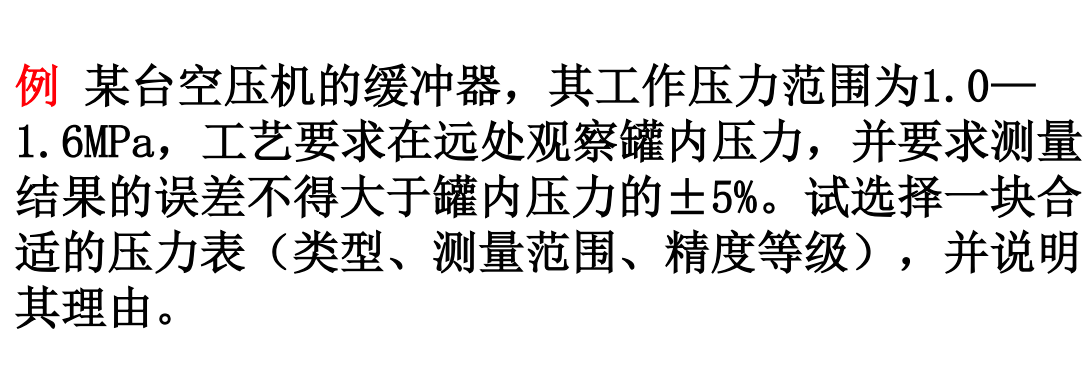 例 某台空压机的缓冲器，其工作压力范围为1.0—
1.6MPa，工艺要求在远处观察罐内压力，并要求测量
结果的误差不得大于罐内压力的±5%。试选择一块合
适的压力表（类型、测量范围、精度等级），并说明
其理由。